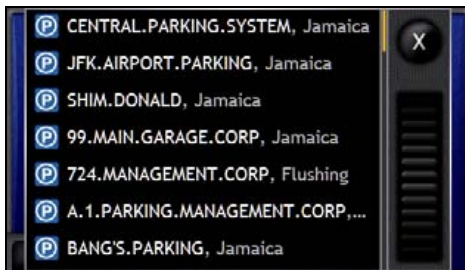 P CENTRAL.PARKING.SYSTEM, Jamaica
X
P JFK.AIRPORT.PARKING, Jamaica
P SHIM.DONALD, Jamaica
P 99.MAIN.GARAGE.CORP, Jamaica
P 724.MANAGEMENT.CORP, Flushing
P A.1.PARKING.MANAGEMENT.CORP,...
P BANG'S.PARKING, Jamaica